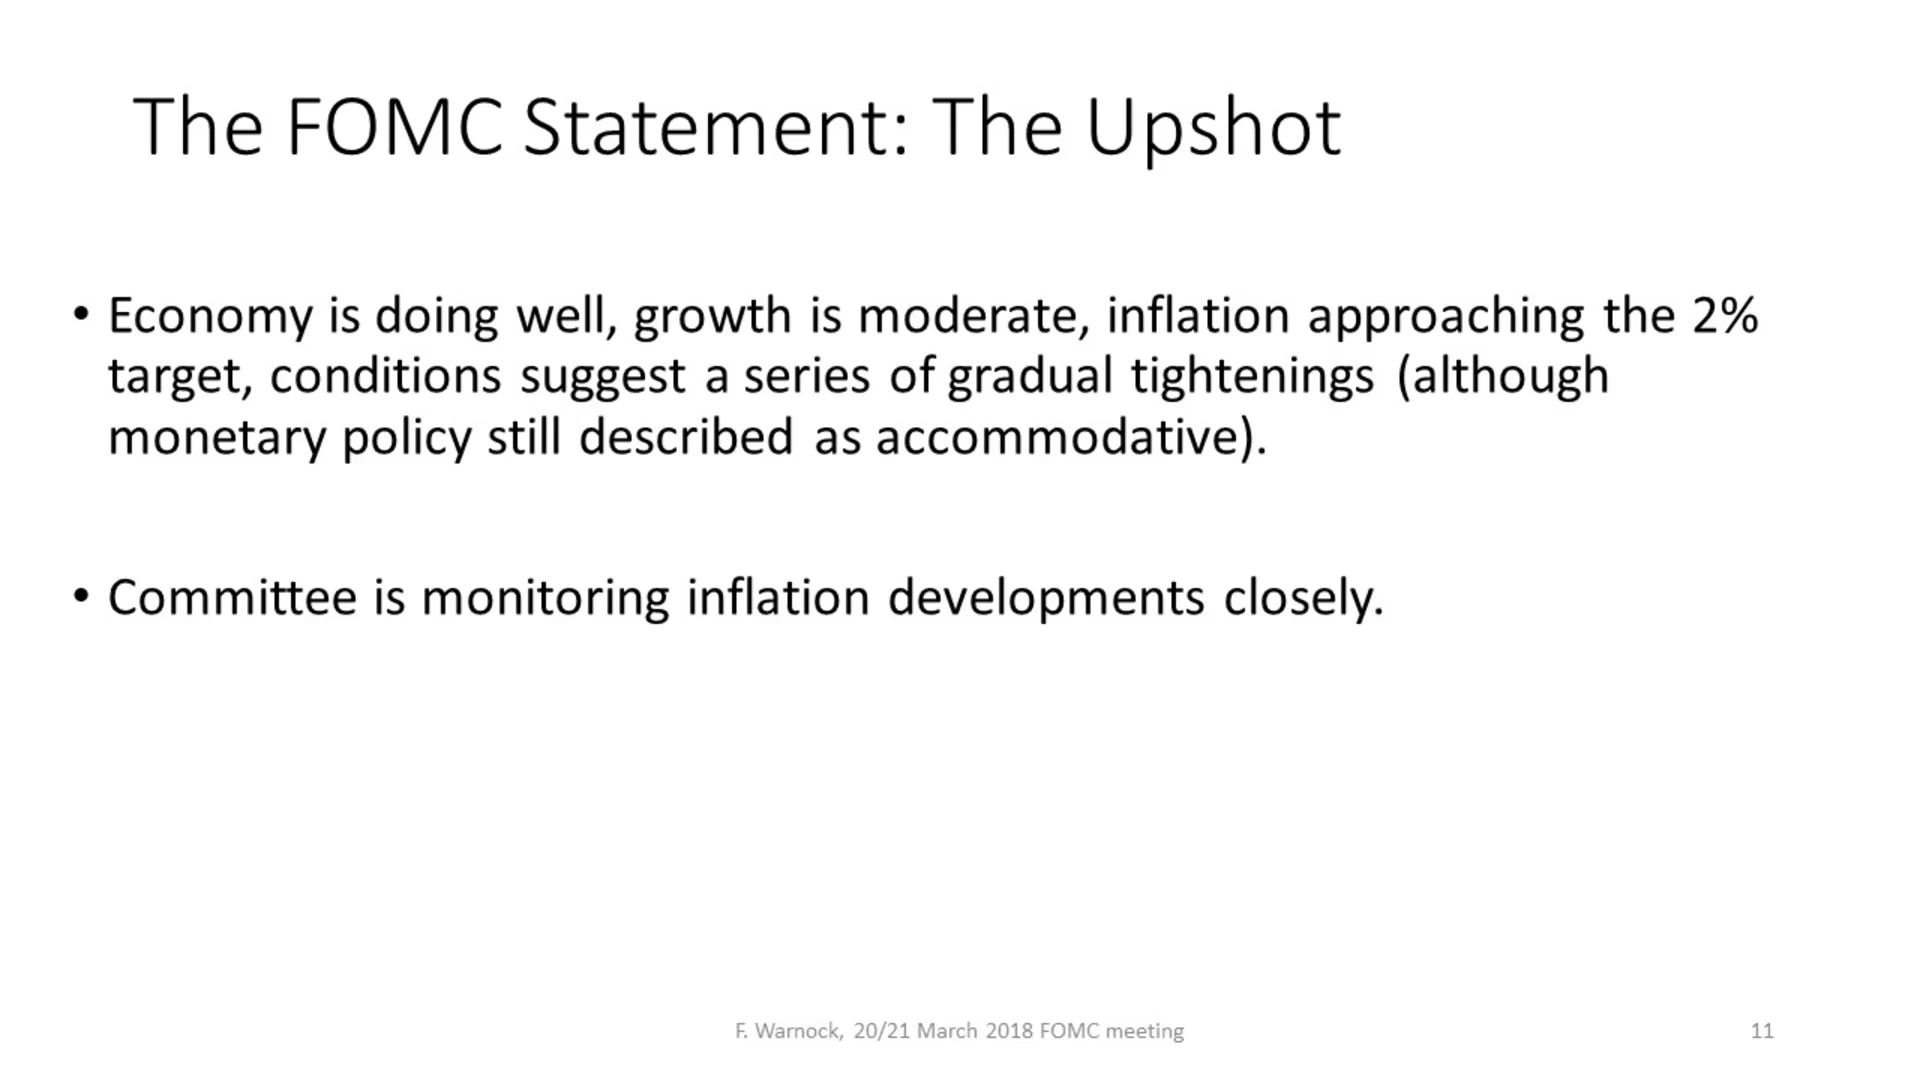 The FOMC Statement: The Upshot
• Economy is doing well, growth is moderate, inflation approaching the 2%
target, conditions suggest a series of gradual tightenings (although
monetary policy still described as accommodative).
• Committee is monitoring inflation developments closely.
F. Warnock, 20/21 March 2018 FOMC meeting
11